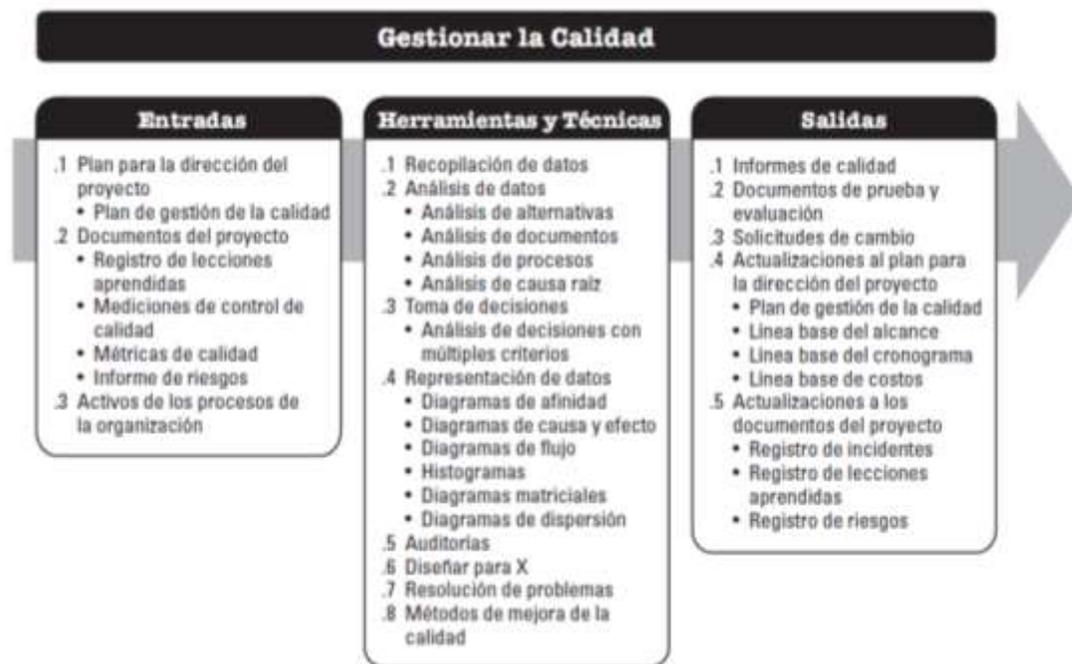 Gestionar la Calidad
Entradas
.1 Plan para la dirección del
proyecto
• Plan de gestión de la calidad
.2 Documentos del proyecto
• Registro de lecciones
aprendidas
• Mediciones de control de
calidad
• Métricas de calidad
• Informe de riesgos
.3 Activos de los procesos de
la organización
Herramientas y Técnicas
.1 Recopilación de datos
.2 Análisis de datos
• Análisis de alternativas
• Análisis de documentos
• Análisis de procesos
• Análisis de causa raíz
.3 Toma de decisiones
• Análisis de decisiones con
múltiples criterios
.4 Representación de datos
• Diagramas de afinidad
• Diagramas de causa y efecto
• Diagramas de flujo
• Histogramas
• Diagramas matriciales
• Diagramas de dispersión
.5 Auditorías
.6 Diseñar para X
.7 Resolución de problemas
.8 Métodos de mejora de la
calidad
Salidas
.1 Informes de calidad
.2 Documentos de prueba y
evaluación
.3 Solicitudes de cambio
.4 Actualizaciones al plan para
la dirección del proyecto
• Plan de gestión de la calidad
• Línea base del alcance
• Línea base del cronograma
• Línea base de costos
.5 Actualizaciones a los
documentos del proyecto
• Registro de incidentes
• Registro de lecciones
aprendidas
• Registro de riesgos